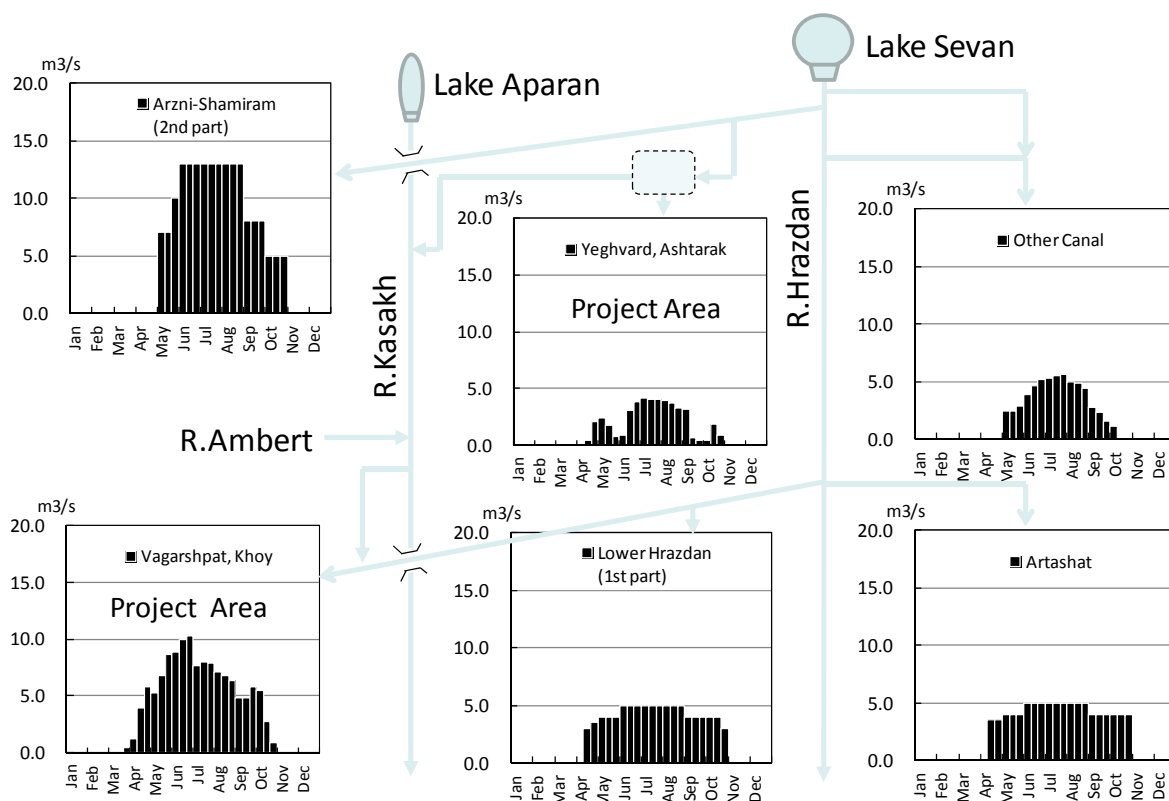 Lake Sevan
Lake Aparan
m3/s
20.0
15.0
10.0
5.0
0.0
Arzni-Shamiram
(2nd part)
Jan
Feb
Mar
Apr
May
Jun
Jul
Aug
Sep
Oct
Nov
Dec
R.Kasakh
R.Hrazdan
R.Ambert
20.0
15.0
10.0
5.0
0.0
Yeghvard, Ashtarak
Project Area
Jan
Feb
Mar
Apr
May
Jun
Jul
Aug
Sep
Oct
Nov
Dec
20.0
15.0
10.0
5.0
0.0
Other Canal
Jan
Feb
Mar
Apr
May
Jun
Jul
Aug
Sep
Oct
Nov
Dec
m3/s
20.0
15.0
10.0
5.0
0.0
Vagarshpat, Khoy
Project Area
Jan
Feb
Mar
Apr
May
Jun
Jul
Aug
Sep
Oct
Nov
Dec
m3/s
20.0
15.0
10.0
5.0
0.0
Lower Hrazdan
(1st part)
Jan
Feb
Mar
Apr
May
Jun
Jul
Aug
Sep
Oct
Nov
Dec
m3/s
20.0
15.0
10.0
5.0
0.0
Artashat
Jan
Feb
Mar
Apr
May
Jun
Jul
Aug
Sep
Oct
Nov
Dec